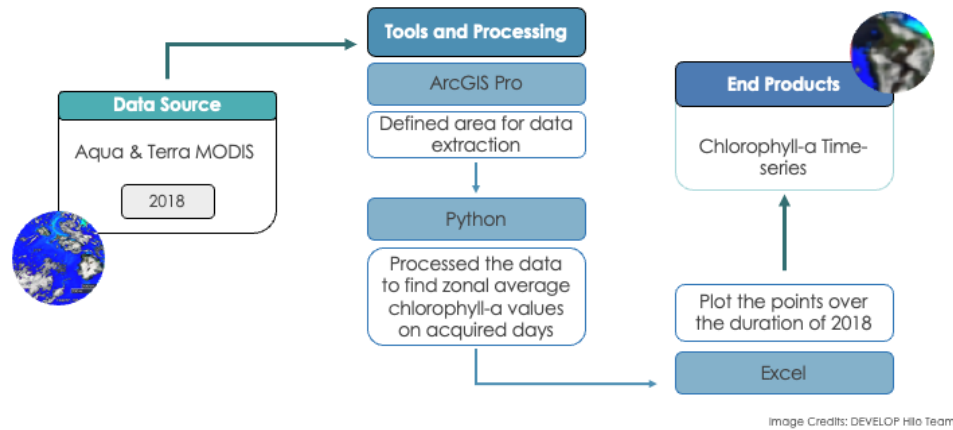 Data Source
Aqua & Terra MODIS
2018
Tools and Processing
ArcGIS Pro
Defined area for data
extraction
Python
Processed the data
to find zonal average
chlorophyll-a values
on acquired days
End Products
Chlorophyll-a Time-
series
Plot the points over
the duration of 2018
Excel
Image Credits: DEVELOP Hilo Team